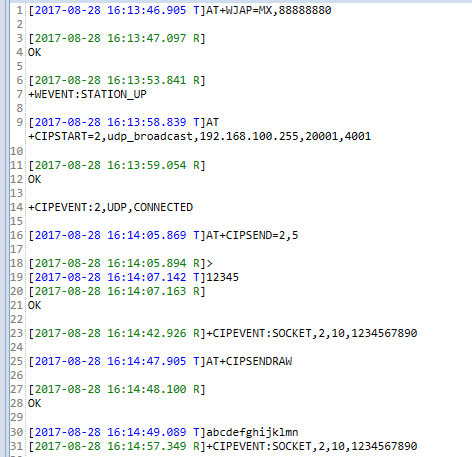 1 [2017-08-28 16:13:46.905 T]AT+WJAP=MX,88888880
2
3 [2017-08-28 16:13:47.097 R]
4 OK
5
6 [2017-08-28 16:13:53.841 R]
7 +WEVENT:STATION_UP
8
9 [2017-08-28 16:13:58.839 T]AT
+CIPSTART=2,udp_broadcast,192.168.100.255,20001,4001
10
11 [2017-08-28 16:13:59.054 R]
12 OK
13
14 +CIPEVENT:2,UDP,CONNECTED
15
16 [2017-08-28 16:14:05.869 T]AT+CIPSEND=2,5
17
18 [2017-08-28 16:14:05.894 R]>
19 [2017-08-28 16:14:07.142 T]12345
20 [2017-08-28 16:14:07.163 R]
21 OK
22
23 [2017-08-28 16:14:42.926 R]+CIPEVENT:SOCKET,2,10,1234567890
24
25 [2017-08-28 16:14:47.905 T]AT+CIPSENDRAW
26
27 [2017-08-28 16:14:48.100 R]
28 OK
29
30 [2017-08-28 16:14:49.089 T]abcdefghijklmn
31 [2017-08-28 16:14:57.349 R]+CIPEVENT:SOCKET,2,10,1234567890